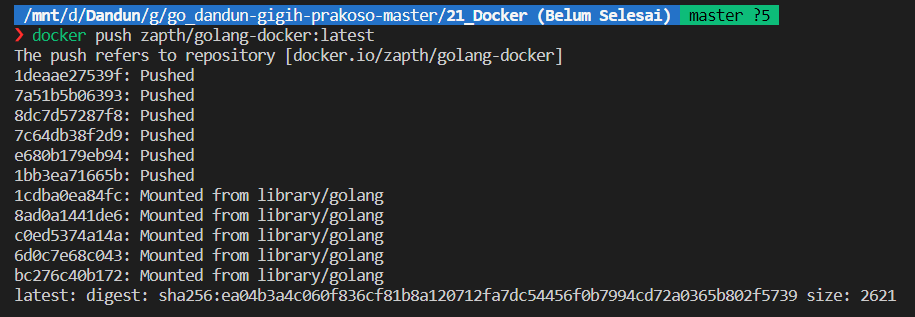 /mnt/d/Dandun/g/go_dandun-gigih-prakoso-master/21_Docker (Belum Selesai) master ?5
❯ docker push zapth/golang-docker:latest
The push refers to repository [docker.io/zapth/golang-docker]
1deaae27539f: Pushed
7a51b5b06393: Pushed
8dc7d57287f8: Pushed
7c64db38f2d9: Pushed
e680b179eb94: Pushed
1bb3ea71665b: Pushed
1cdba0ea84fc: Mounted from library/golang
8ad0a1441de6: Mounted from library/golang
c0ed5374a14a: Mounted from library/golang
6d0c7e68c043: Mounted from library/golang
bc276c40b172: Mounted from library/golang
latest: digest: sha256:ea04b3a4c060f836cf81b8a120712fa7dc54456f0b7994cd72a0365b802f5739 size: 2621